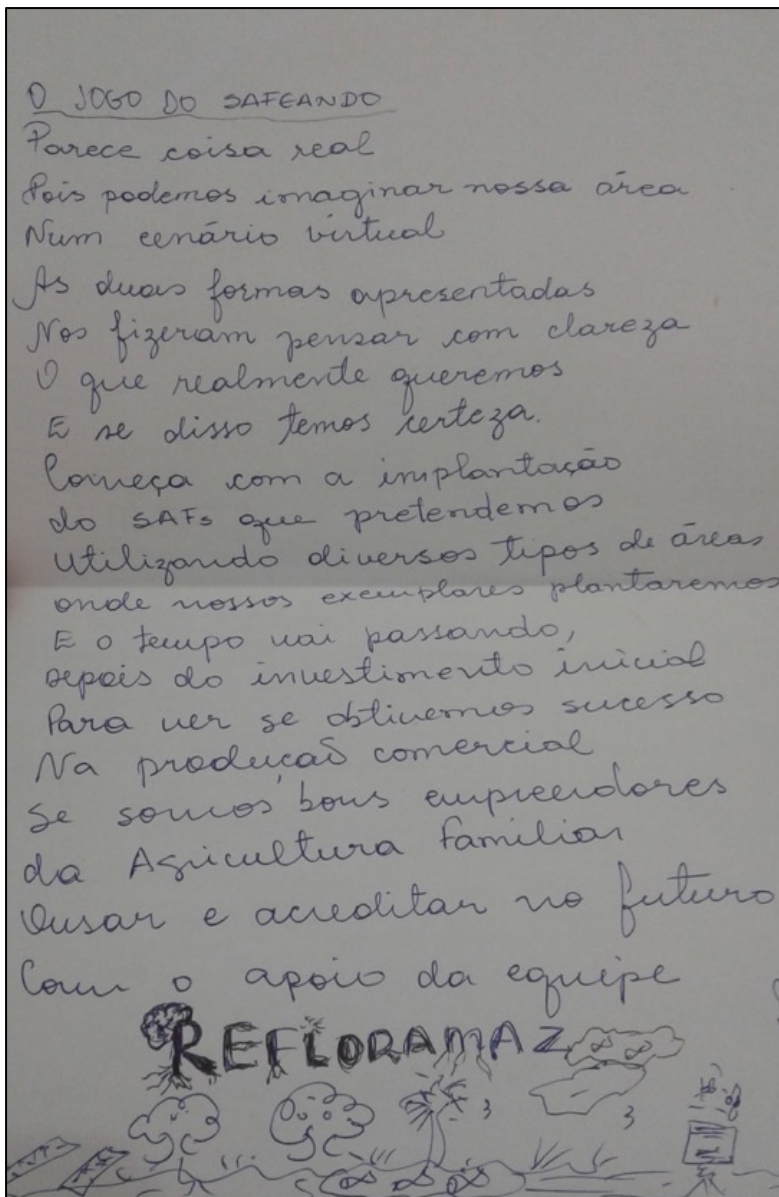 O JOGO DO SAFEANDO
Parece coisa real
Pois podemos imaginar nossa área
Num cenário virtual
As duas formas apresentadas
Nos fizeram pensar com clareza
O que realmente queremos
E se disso temos certeza.
Começa com a implantação
do SAFs que pretendemos
Utilizando diversos tipos de áreas
onde nossos exemplares plantaremos
E o tempo vai passando,
depois do investimento inicial
Para ver se obtivemos sucesso
Na produção comercial
Se somos bons empreendores
da Agricultura Familiar
Ousar e acreditar no futuro
Com o apoio da equipe
REFLORAMAZ